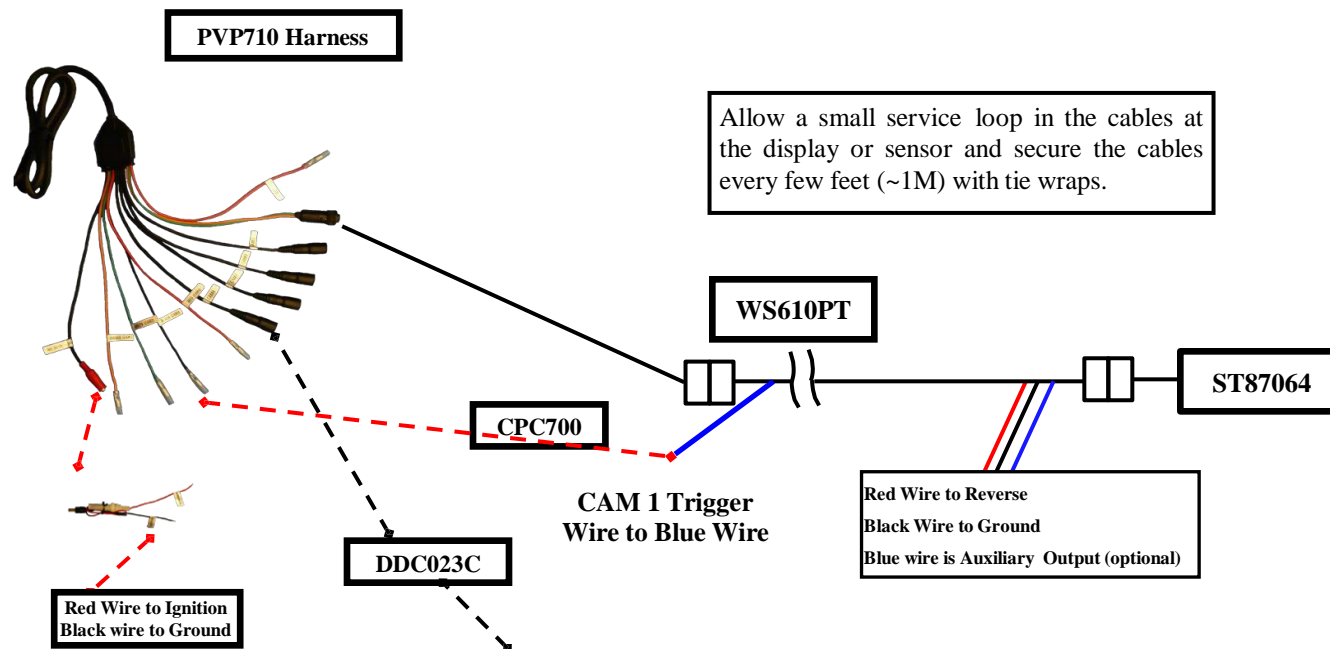 PVP710 Harness
Allow a small service loop in the cables at
the display or sensor and secure the cables
every few feet (~1M) with tie wraps.
WS610PT
ST87064
CPC700
CAM 1 Trigger
Wire to Blue Wire
Red Wire to Reverse
Black Wire to Ground
Blue wire is Auxiliary Output (optional)
DDC023C
Red Wire to Ignition
Black wire to Ground